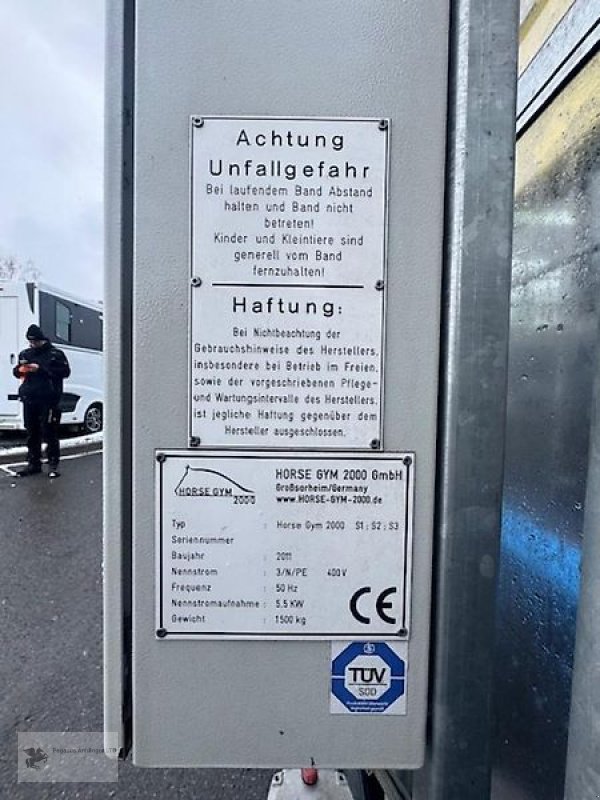 Achtung
Unfallgefahr
Bei laufendem Band Abstand
halten und Band nicht
betreten!
Kinder und Kleintiere sind
generell vom Band
fernzuhalten!
Haftung:
Bei Nichtbeachtung der
Gebrauchshinweise des Herstellers,
insbesondere bei Betrieb im Freien,
sowie der vorgeschriebenen Pflege-
und Wartungsintervalle des Herstellers,
ist jegliche Haftung gegenüber dem
Hersteller ausgeschlossen.
HORSE GYM 2000
HORSE GYM 2000 GmbH
Großsorheim/Germany
www.HORSE-GYM-2000.de
Typ : Horse Gym 2000 S1; S2; S3
Seriennummer
Baujahr : 2011
Nennstrom : 3/N/PE 400 V
Frequenz : 50 Hz
Nennstromaufnahme : 5.5 KW
Gewicht : 1500 kg
CE
TÜV
SÜD
Pegasus Anhänger LTD